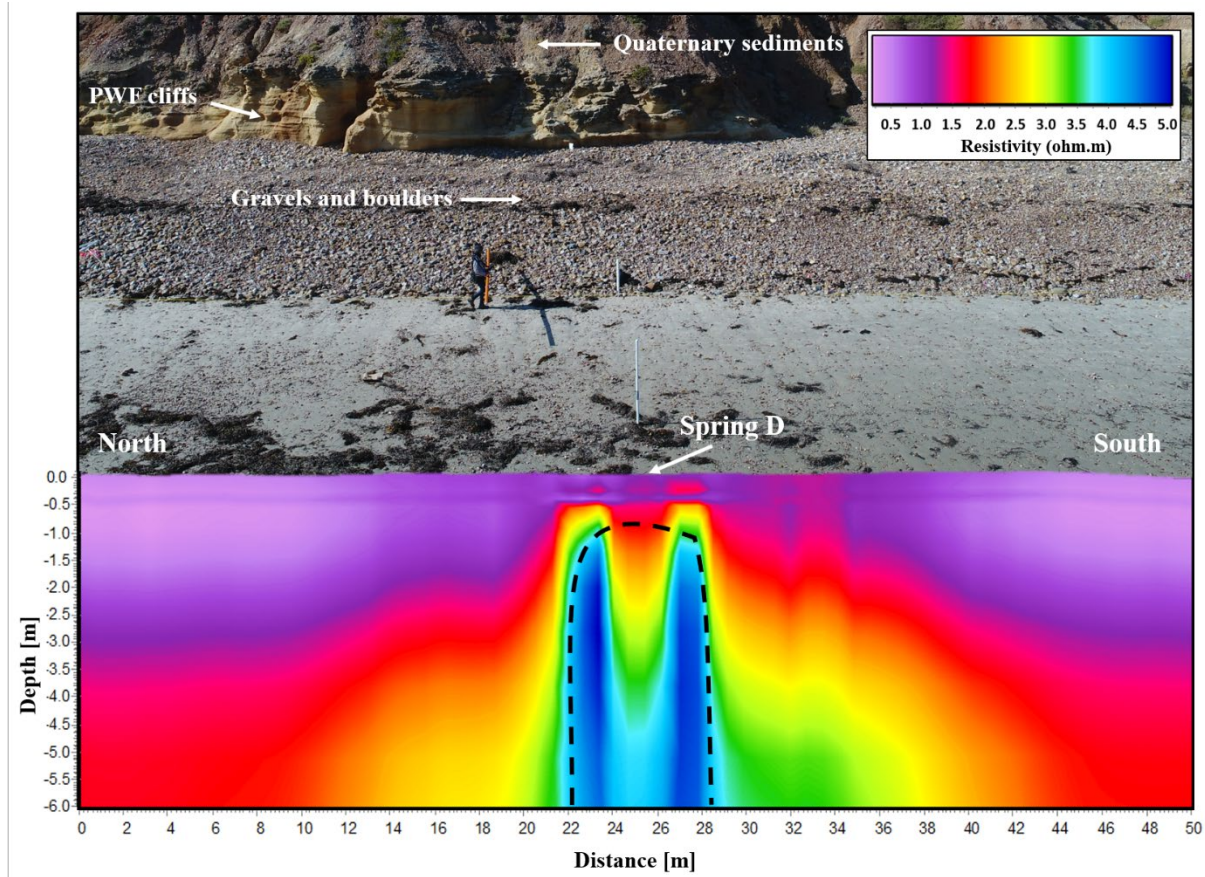 Quaternary sediments
PWF cliffs
Gravels and boulders
0.5 1.0 1.5 2.0 2.5 3.0 3.5 4.0 4.5 5.0
Resistivity (ohm.m)
North
Spring D
South
0.0
-0.5
-1.0
-1.5
-2.0
-2.5
-3.0
-3.5
-4.0
-4.5
-5.0
-5.5
-6.0
Depth [m]
0 2 4 6 8 10 12 14 16 18 20 22 24 26 28 30 32 34 36 38 40 42 44 46 48 50
Distance [m]